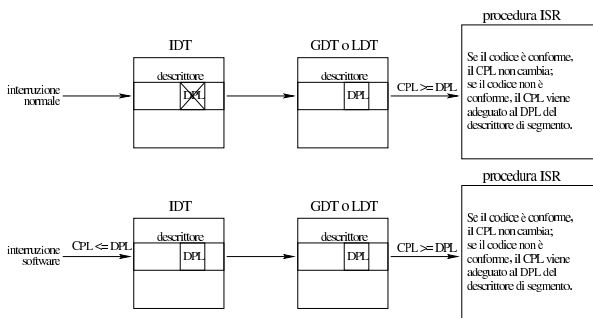 procedura ISR
IDT
GDT o LDT
descrittore
descrittore
interruzione
normale
DPL
DPL
CPL >= DPL
Se il codice è conforme,
il CPL non cambia;
se il codice non è
conforme, il CPL viene
adeguato al DPL del
descrittore di segmento.
procedura ISR
IDT
GDT o LDT
descrittore
descrittore
interruzione
software
CPL <= DPL
DPL
DPL
CPL >= DPL
Se il codice è conforme,
il CPL non cambia;
se il codice non è
conforme, il CPL viene
adeguato al DPL del
descrittore di segmento.